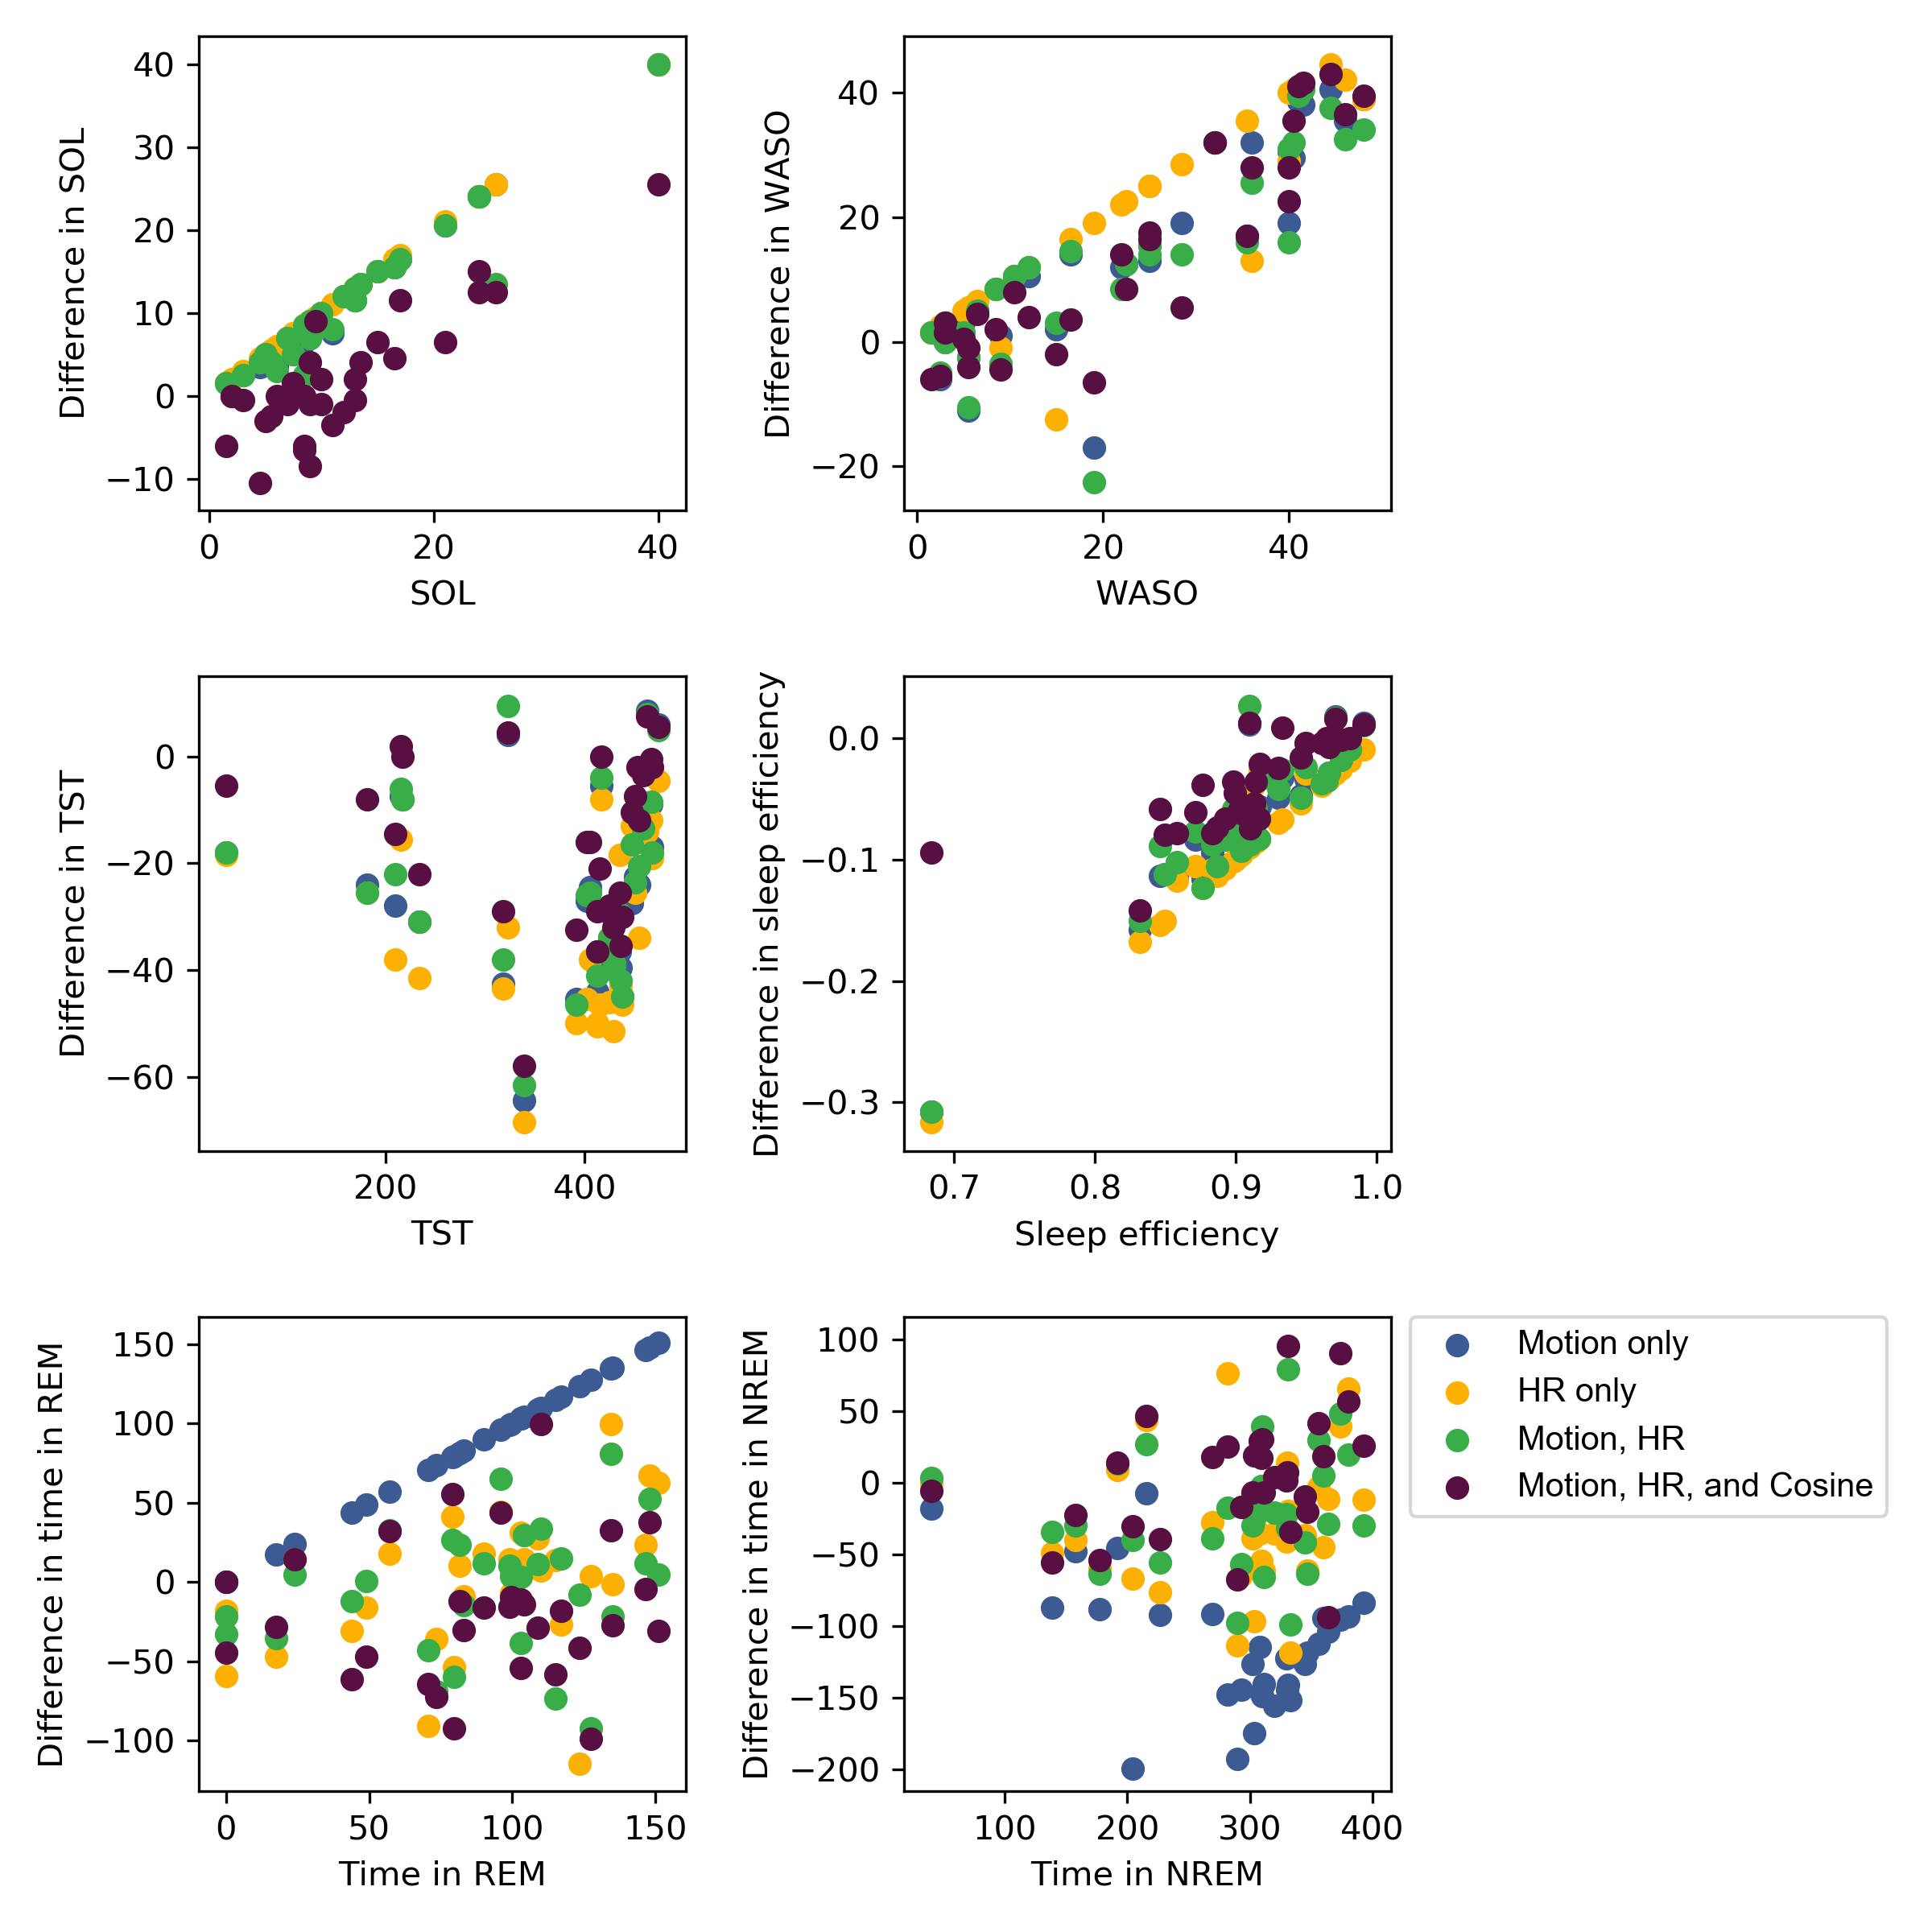 40
30
20
10
0
−10
Difference in SOL
0 20 40
SOL
40
20
0
−20
Difference in WASO
0 20 40
WASO
0
−20
−40
−60
Difference in TST
200 400
TST
0.0
−0.1
−0.2
−0.3
Difference in sleep efficiency
0.7 0.8 0.9 1.0
Sleep efficiency
150
100
50
0
−50
−100
Difference in time in REM
0 50 100 150
Time in REM
100
50
0
−50
−100
−150
−200
Difference in time in NREM
100 200 300 400
Time in NREM
Motion only
HR only
Motion, HR
Motion, HR, and Cosine